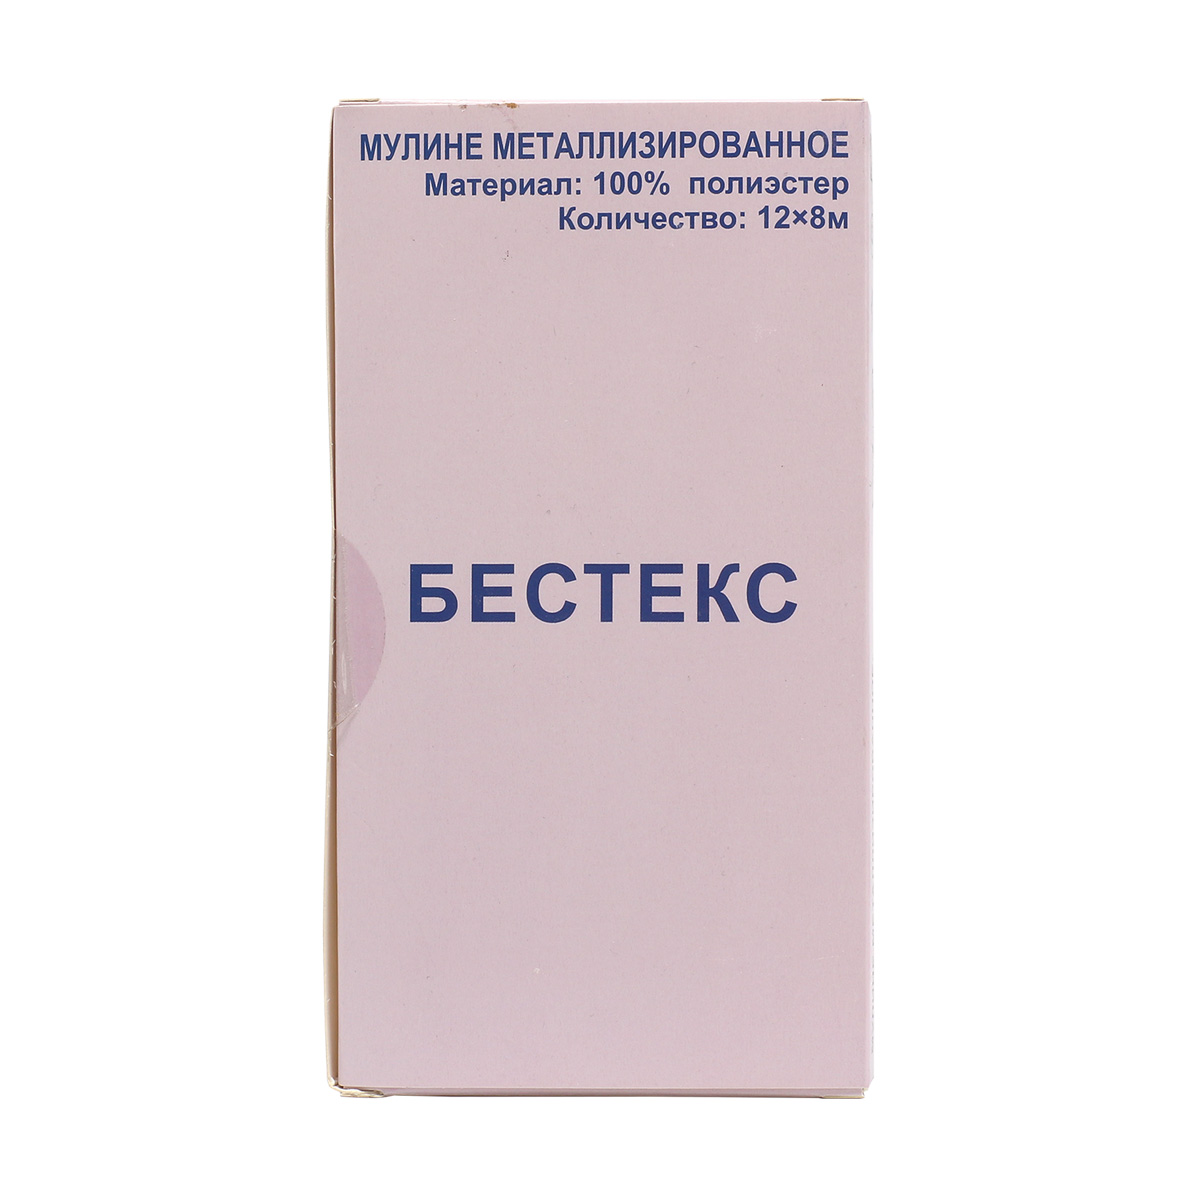 МУЛИНЕ МЕТАЛЛИЗИРОВАННОЕ
Материал: 100% полиэстер
Количество: 12×8м
БЕСТЕКС